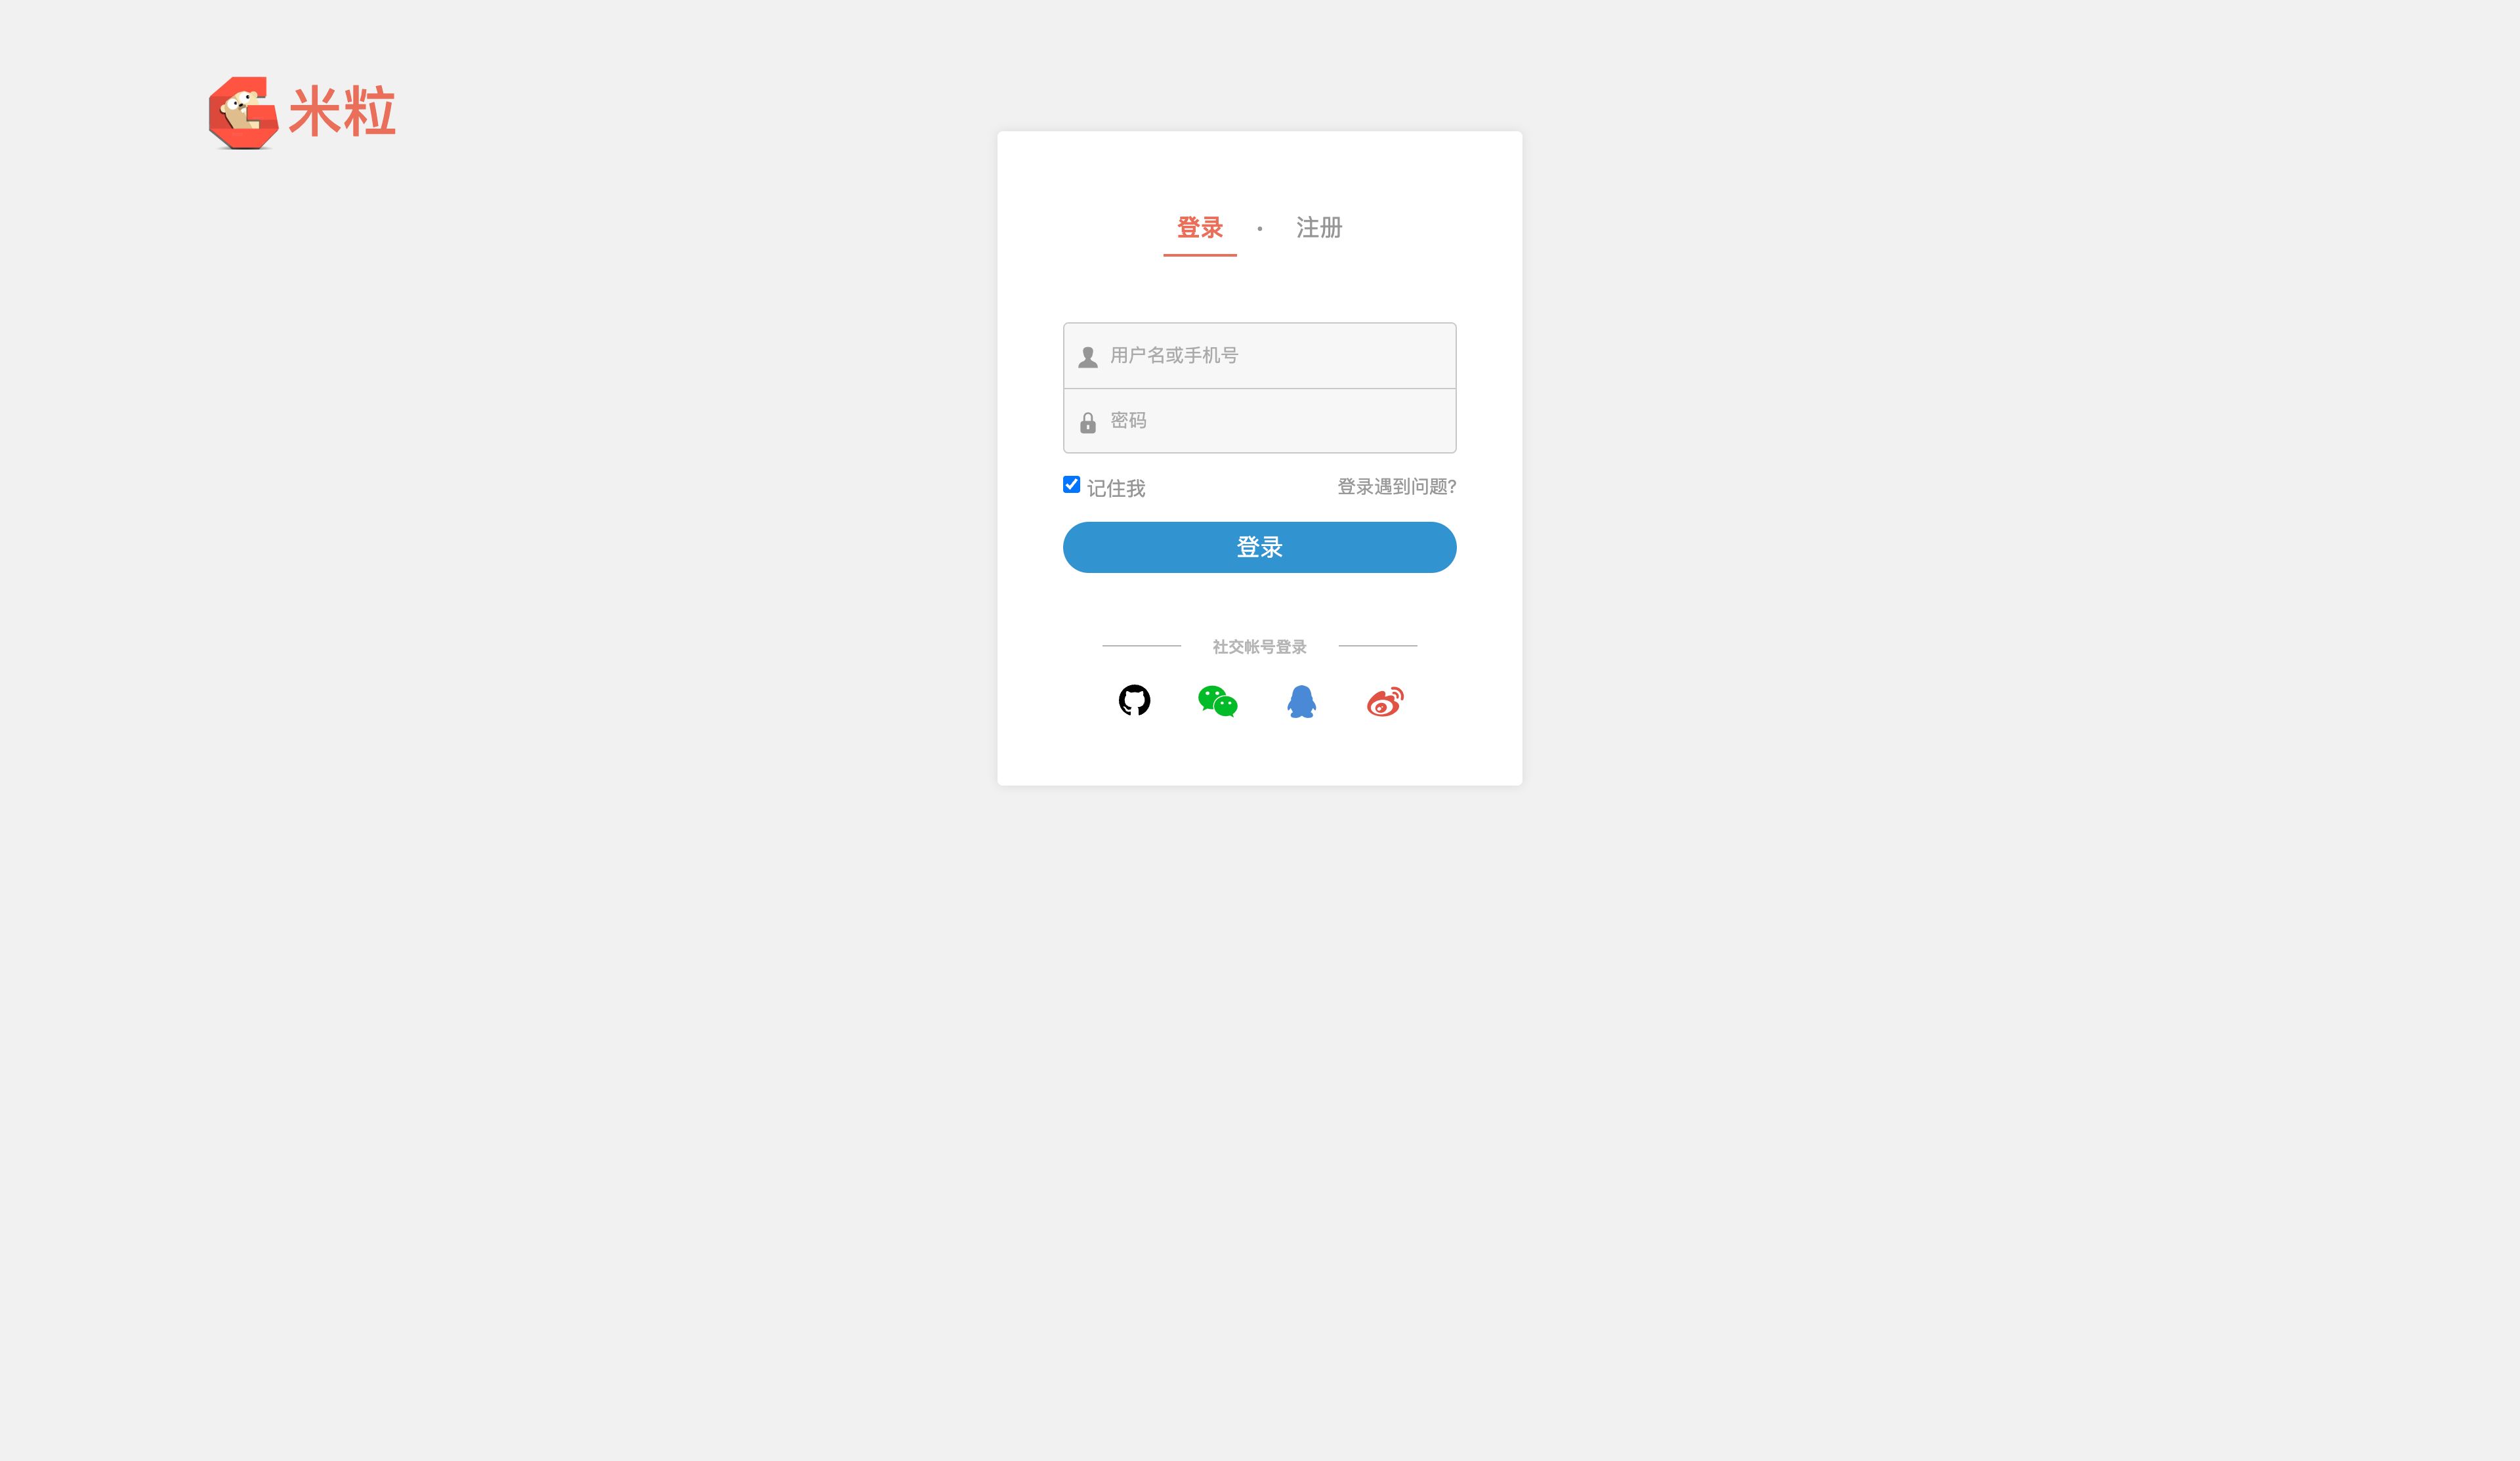 米粒
登录 · 注册
用户名或手机号
密码
记住我 登录遇到问题?
登录
社交帐号登录